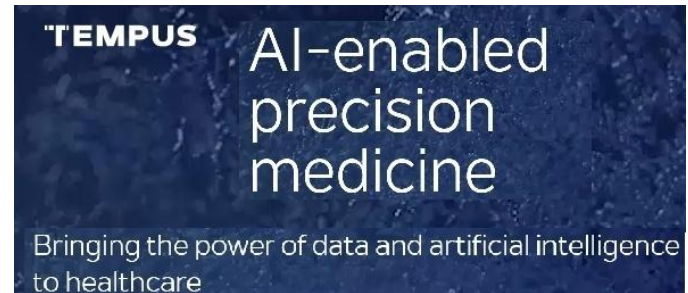 TEMPUS
AI-enabled
precision
medicine
Bringing the power of data and artificial intelligence
to healthcare